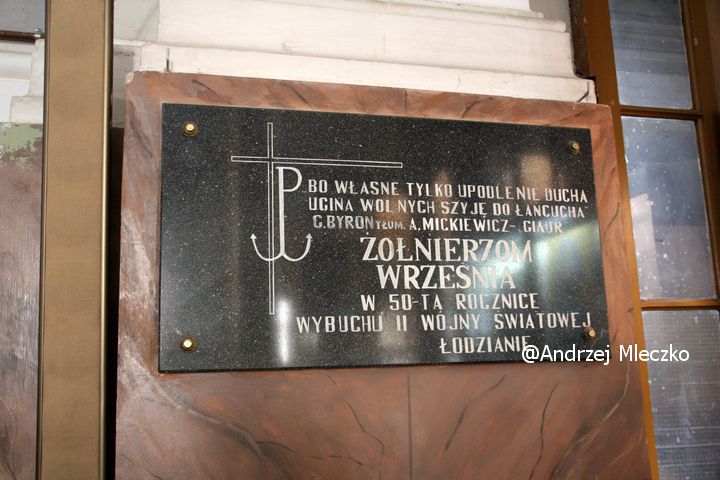 P
„BO WŁASNE TYLKO UPODLENIE DUCHA
UGINA WOLNYCH SZYJĘ DO ŁAŃCUCHA"
G. BYRON TŁUM. A. MICKIEWICZ-„GIAUR"
ŻOŁNIERZOM
WRZEŚNIA
W 50-TĄ ROCZNICĘ
WYBUCHU II WOJNY ŚWIATOWEJ
ŁODZIANIE
@Andrzej Mleczko